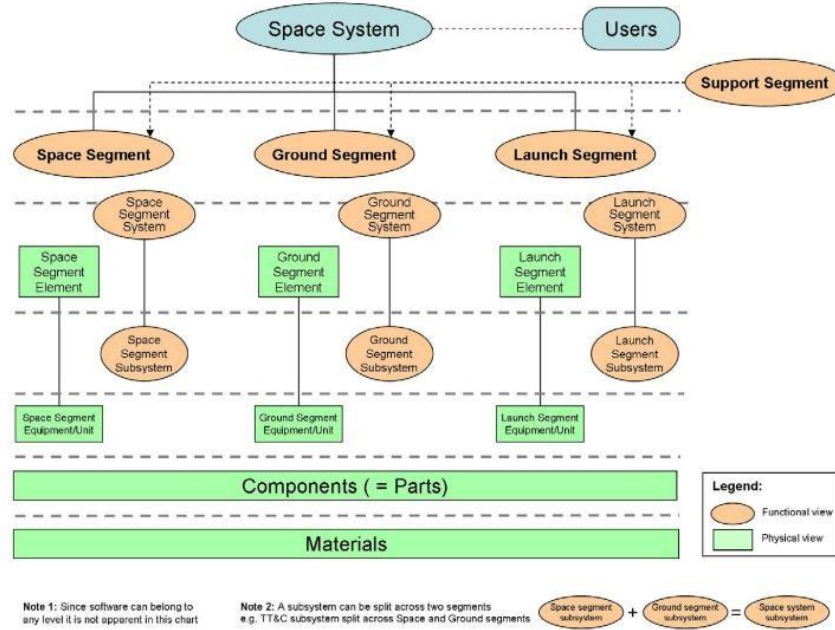 Space System
Users
Support Segment
Space Segment
Ground Segment
Launch Segment
Space
Segment
System
Ground
Segment
System
Launch
Segment
System
Space
Segment
Element
Ground
Segment
Element
Launch
Segment
Element
Space
Segment
Subsystem
Ground
Segment
Subsystem
Launch
Segment
Subsystem
Space Segment
Equipment/Unit
Ground Segment
Equipment/Unit
Launch Segment
Equipment/Unit
Components ( = Parts)
Materials
Legend:
Functional view
Physical view
Note 1: Since software can belong to
any level it is not apparent in this chart
Note 2: A subsystem can be split across two segments
e.g. TT&C subsystem split across Space and Ground segments
Space segment
subsystem
+
Ground segment
subsystem
=
Space system
subsystem